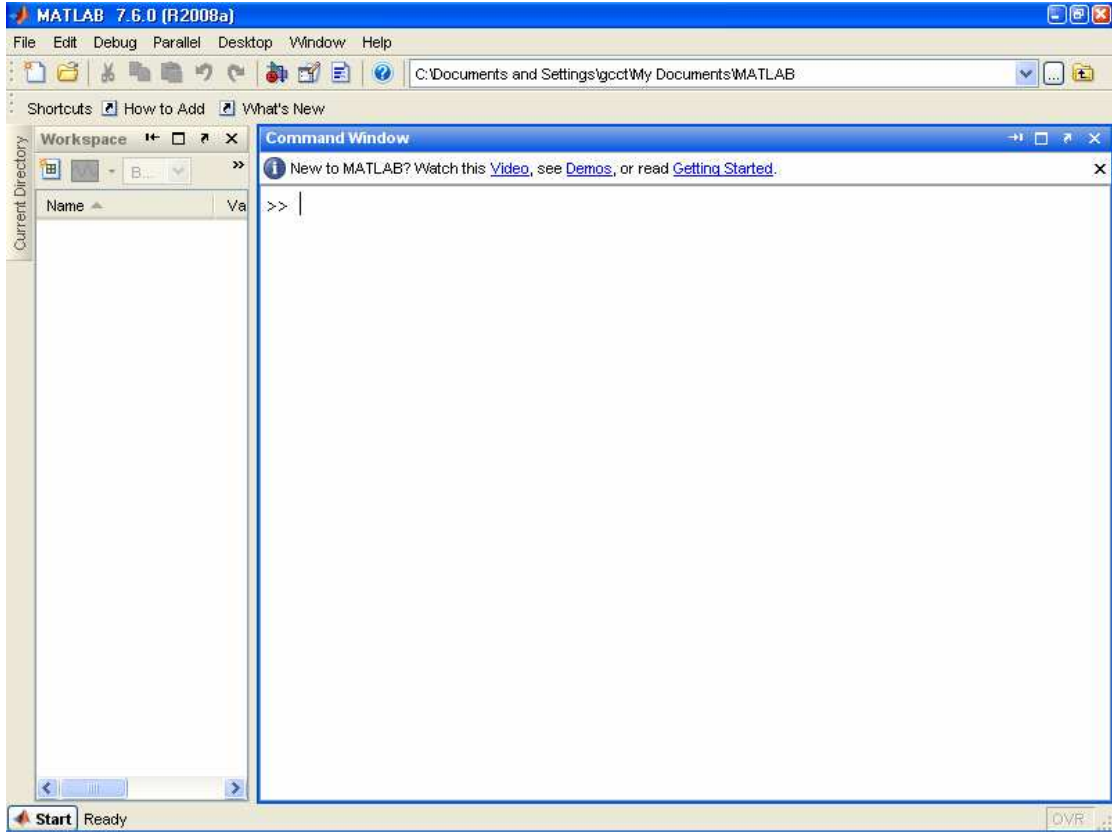 MATLAB 7.6.0 (R2008a)
File Edit Debug Parallel Desktop Window Help
C:\Documents and Settings\gcct\My Documents\MATLAB
Shortcuts How to Add What's New
Current Directory
Workspace
B...
Name Va
Command Window
New to MATLAB? Watch this Video, see Demos, or read Getting Started.
>>
Start Ready
OVR